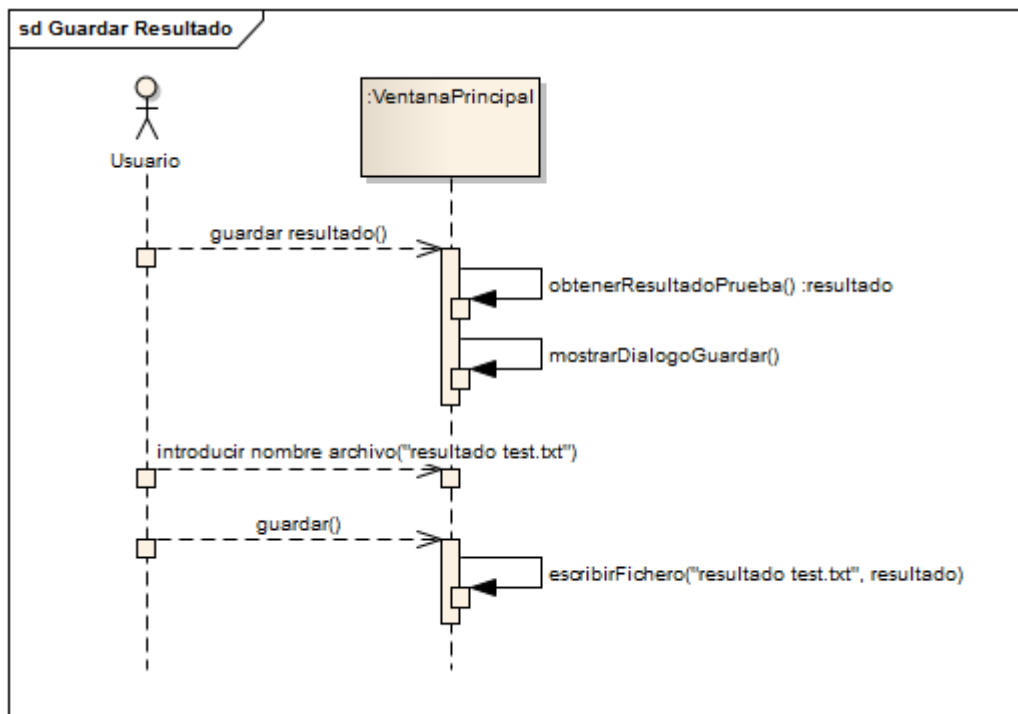 sd Guardar Resultado
:VentanaPrincipal
Usuario
guardar resultado()
obtenerResultadoPrueba() :resultado
mostrarDialogoGuardar()
introducir nombre archivo("resultado test.txt")
guardar()
escribirFichero("resultado test.txt", resultado)